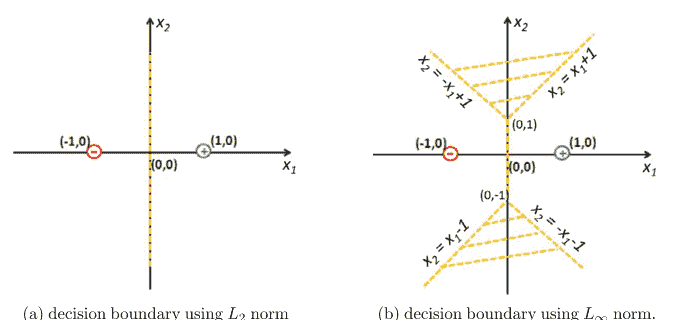 x₂
(-1,0)
-
+
(1,0)
(0,0)
x₁
(a) decision boundary using L₂ norm
x₂
x₂ = -x₁+1
x₂ = x₁+1
(0,1)
(-1,0)
-
+
(1,0)
(0,0)
x₁
(0,-1)
x₂ = x₁-1
x₂ = -x₁-1
(b) decision boundary using L∞ norm.